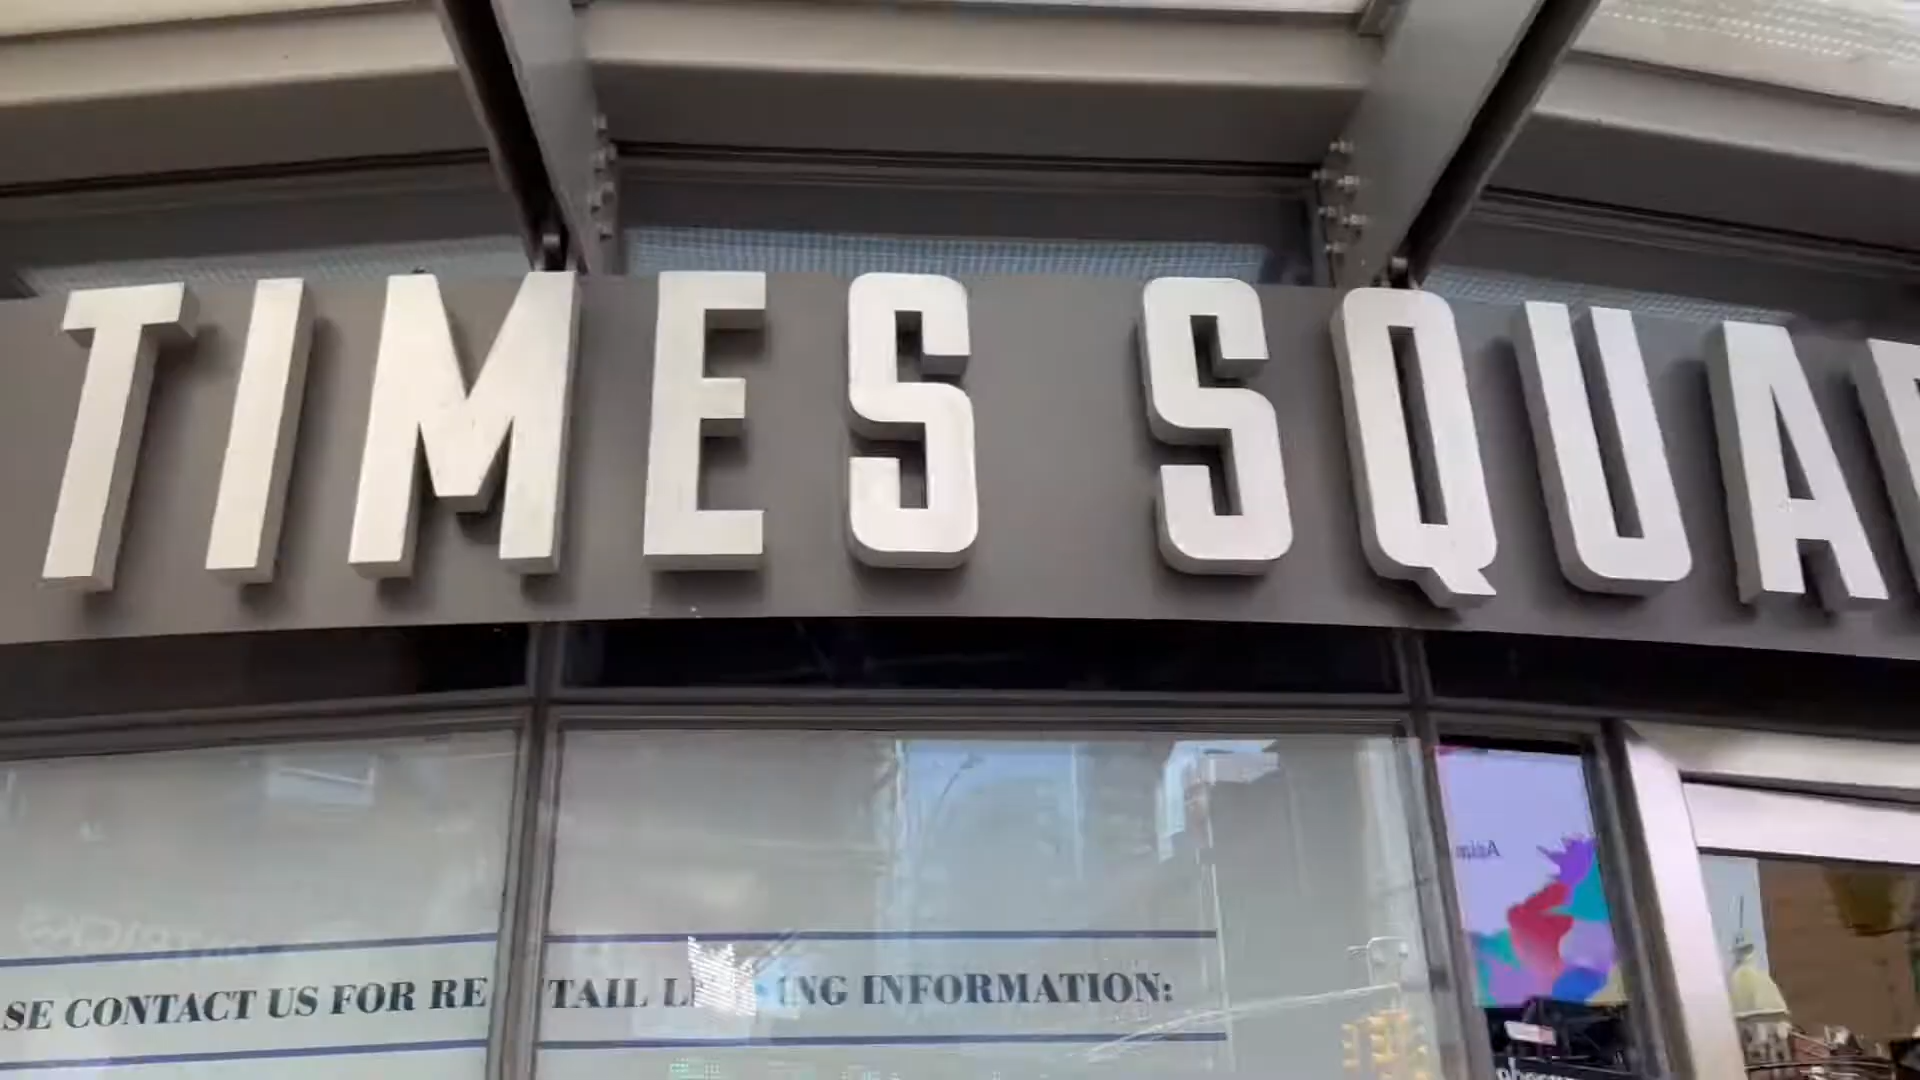 TIMES SQUA
SE CONTACT US FOR RE TAIL L ING INFORMATION: